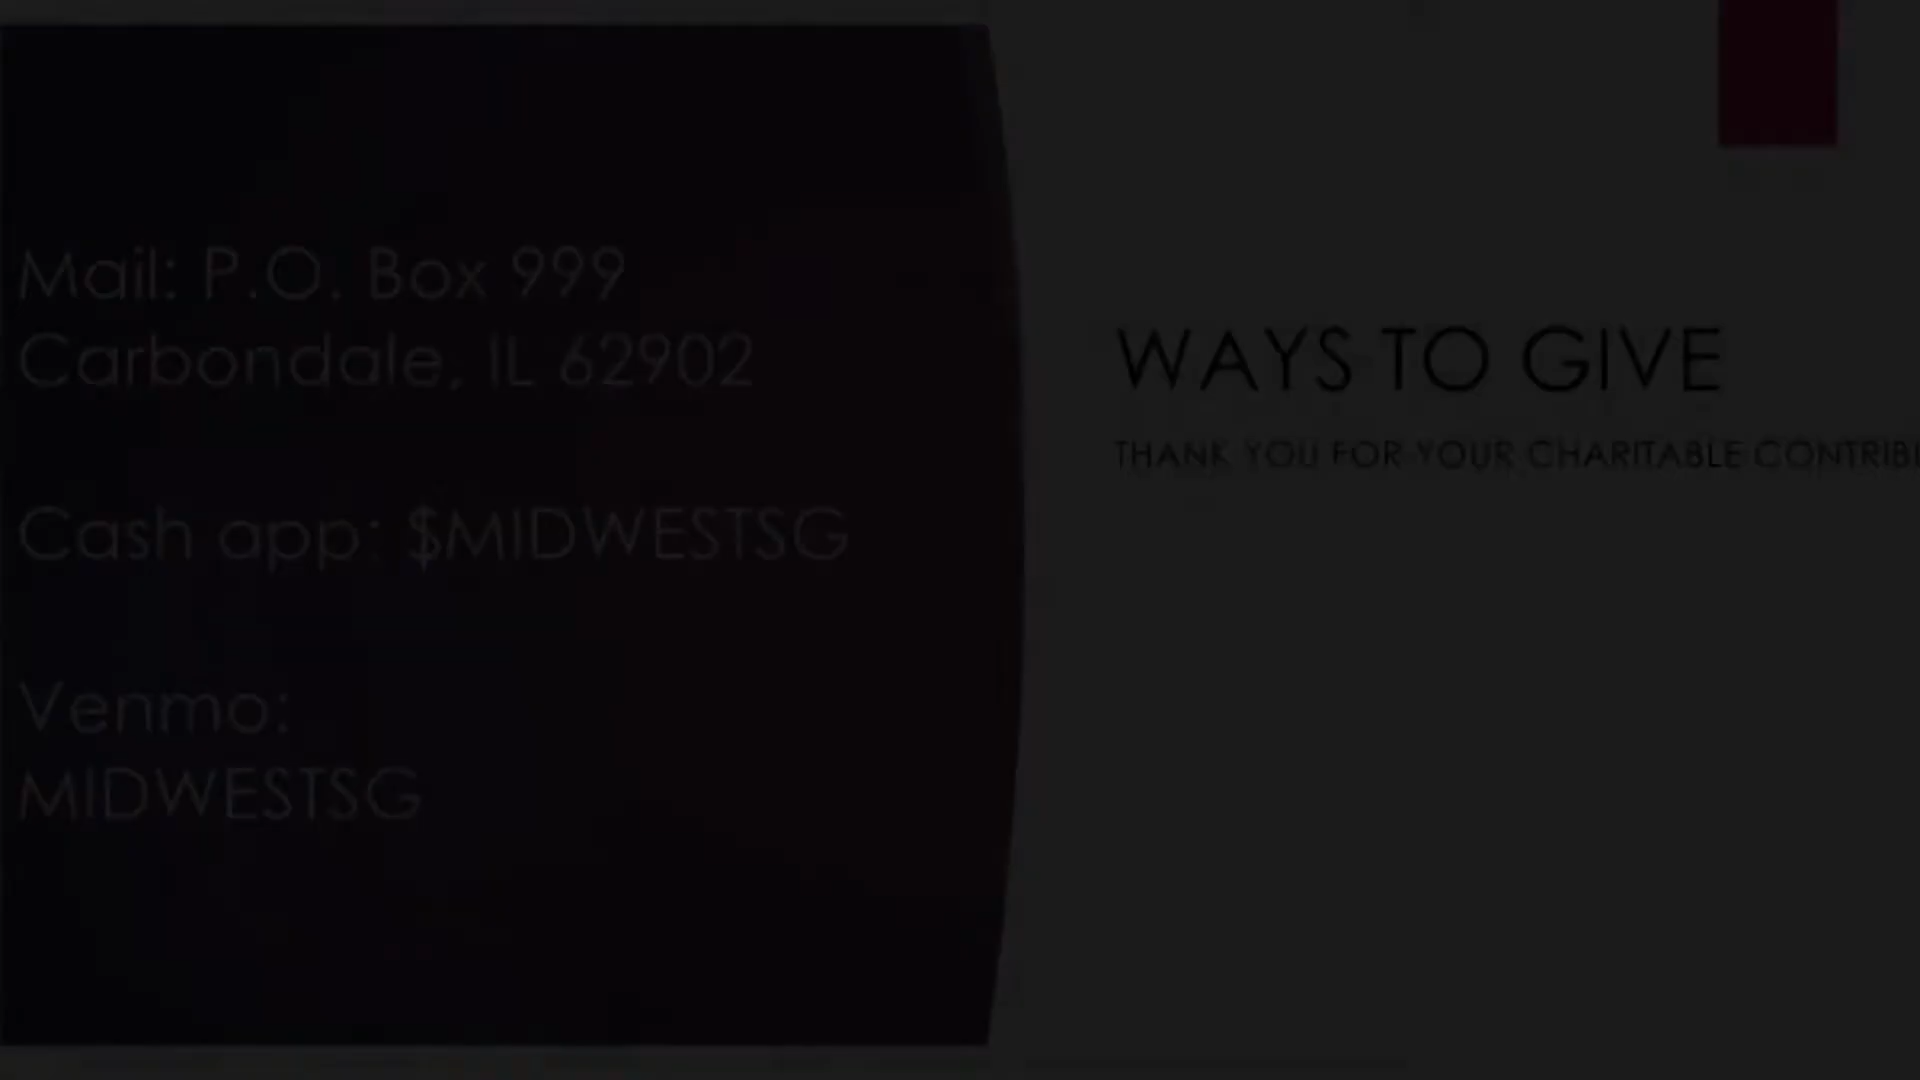 Mail: P.O. Box 999
Carbondale, IL 62902
Cash app: $MIDWESTSG
Venmo:
MIDWESTSG
WAYS TO GIVE
THANK YOU FOR YOUR CHARITABLE